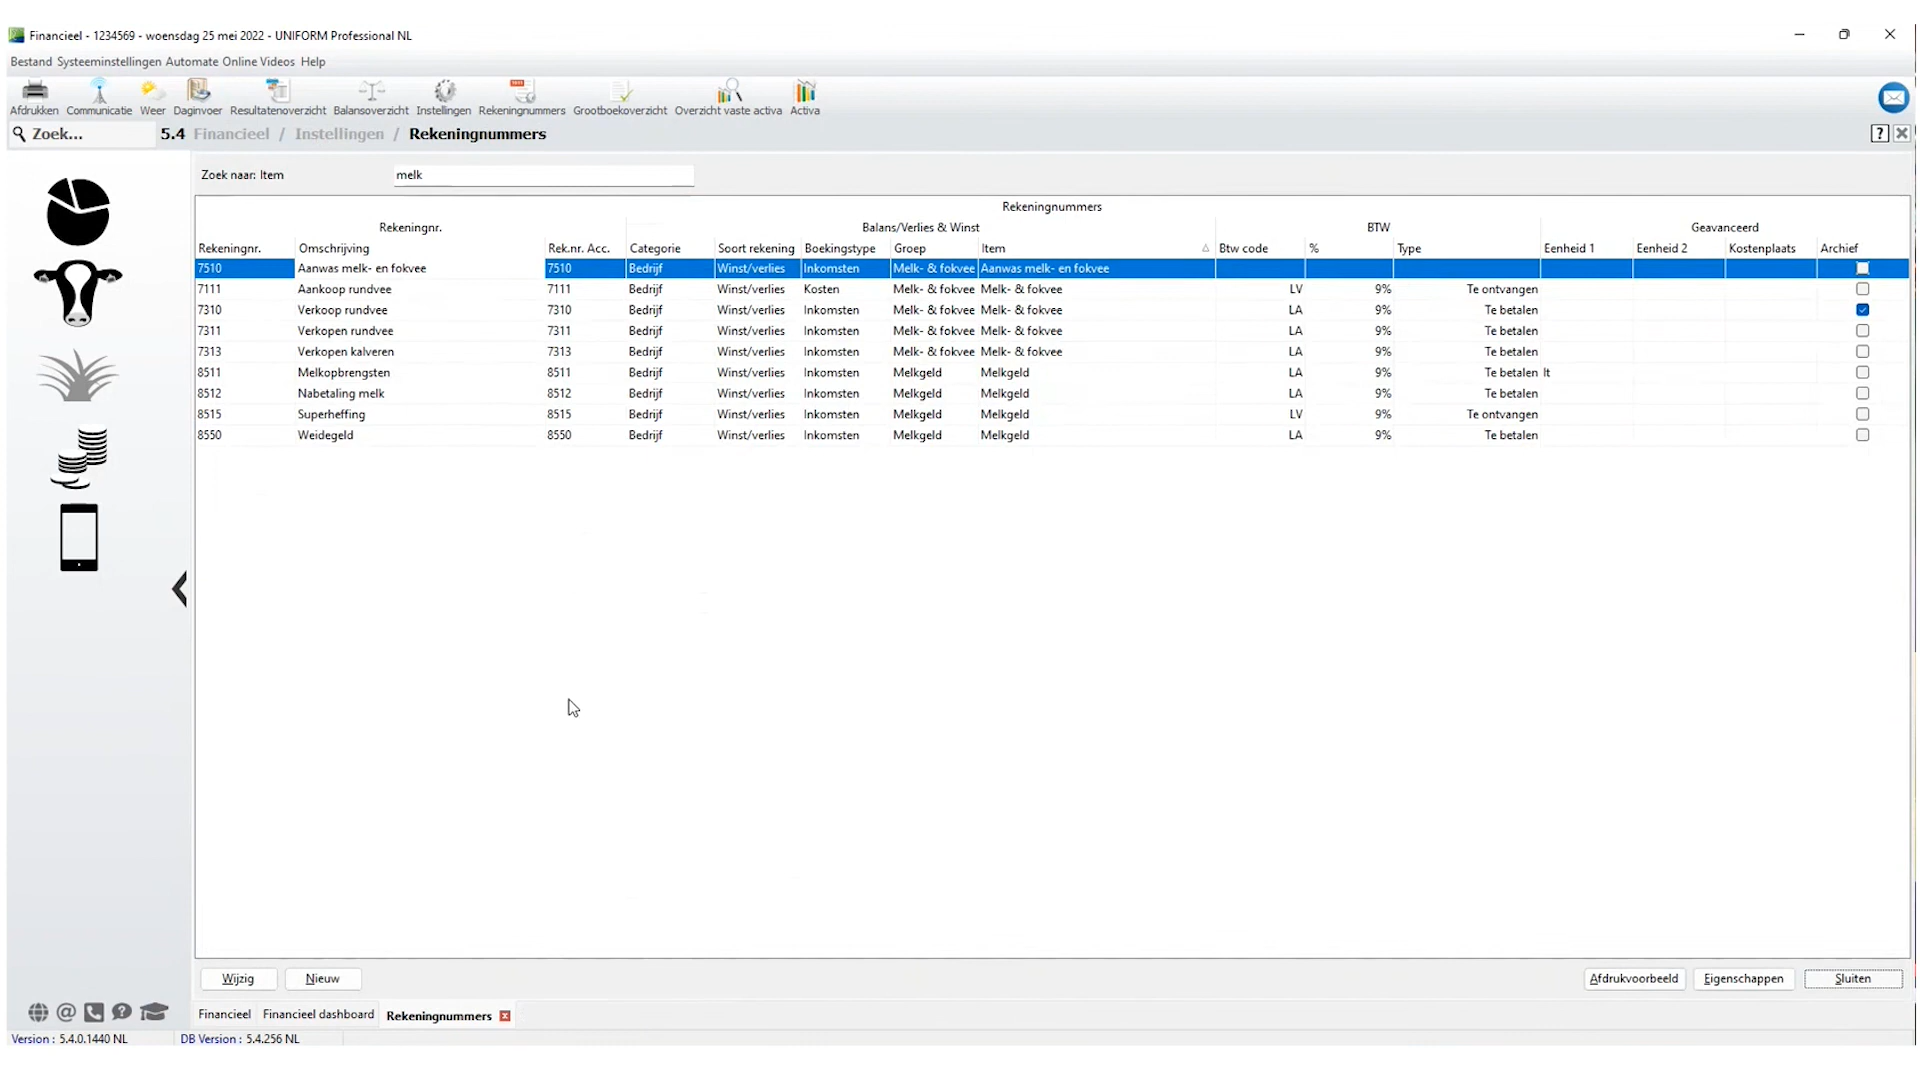 Financieel - 1234569 - woensdag 25 mei 2022 - UNIFORM Professional NL
Bestand Systeeminstellingen Automate Online Videos Help
Afdrukken Communicatie Weer Daginvoer Resultatenoverzicht Balansoverzicht Instellingen Rekeningnummers Grootboekoverzicht Overzicht vaste activa Activa
Zoek... 5.4 Financieel / Instellingen / Rekeningnummers ?
Zoek naar: Item melk
Rekeningnummers
Rekeningnr. Balans/Verlies & Winst BTW Geavanceerd
Rekeningnr. Omschrijving Rek.nr. Acc. Categorie Soort rekening Boekingstype Groep Item Btw code % Type Eenheid 1 Eenheid 2 Kostenplaats Archief
7510 Aanwas melk- en fokvee 7510 Bedrijf Winst/verlies Inkomsten Melk- & fokvee Aanwas melk- en fokvee
7111 Aankoop rundvee 7111 Bedrijf Winst/verlies Kosten Melk- & fokvee Melk- & fokvee LV 9% Te ontvangen
7310 Verkoop rundvee 7310 Bedrijf Winst/verlies Inkomsten Melk- & fokvee Melk- & fokvee LA 9% Te betalen
7311 Verkopen rundvee 7311 Bedrijf Winst/verlies Inkomsten Melk- & fokvee Melk- & fokvee LA 9% Te betalen
7313 Verkopen kalveren 7313 Bedrijf Winst/verlies Inkomsten Melk- & fokvee Melk- & fokvee LA 9% Te betalen
8511 Melkopbrengsten 8511 Bedrijf Winst/verlies Inkomsten Melkgeld Melkgeld LA 9% Te betalen lt
8512 Nabetaling melk 8512 Bedrijf Winst/verlies Inkomsten Melkgeld Melkgeld LA 9% Te betalen
8515 Superheffing 8515 Bedrijf Winst/verlies Inkomsten Melkgeld Melkgeld LV 9% Te ontvangen
8550 Weidegeld 8550 Bedrijf Winst/verlies Inkomsten Melkgeld Melkgeld LA 9% Te betalen
Wijzig Nieuw Afdrukvoorbeeld Eigenschappen Sluiten
Financieel Financieel dashboard Rekeningnummers
Version : 5.4.0.1440 NL DB Version : 5.4.256 NL